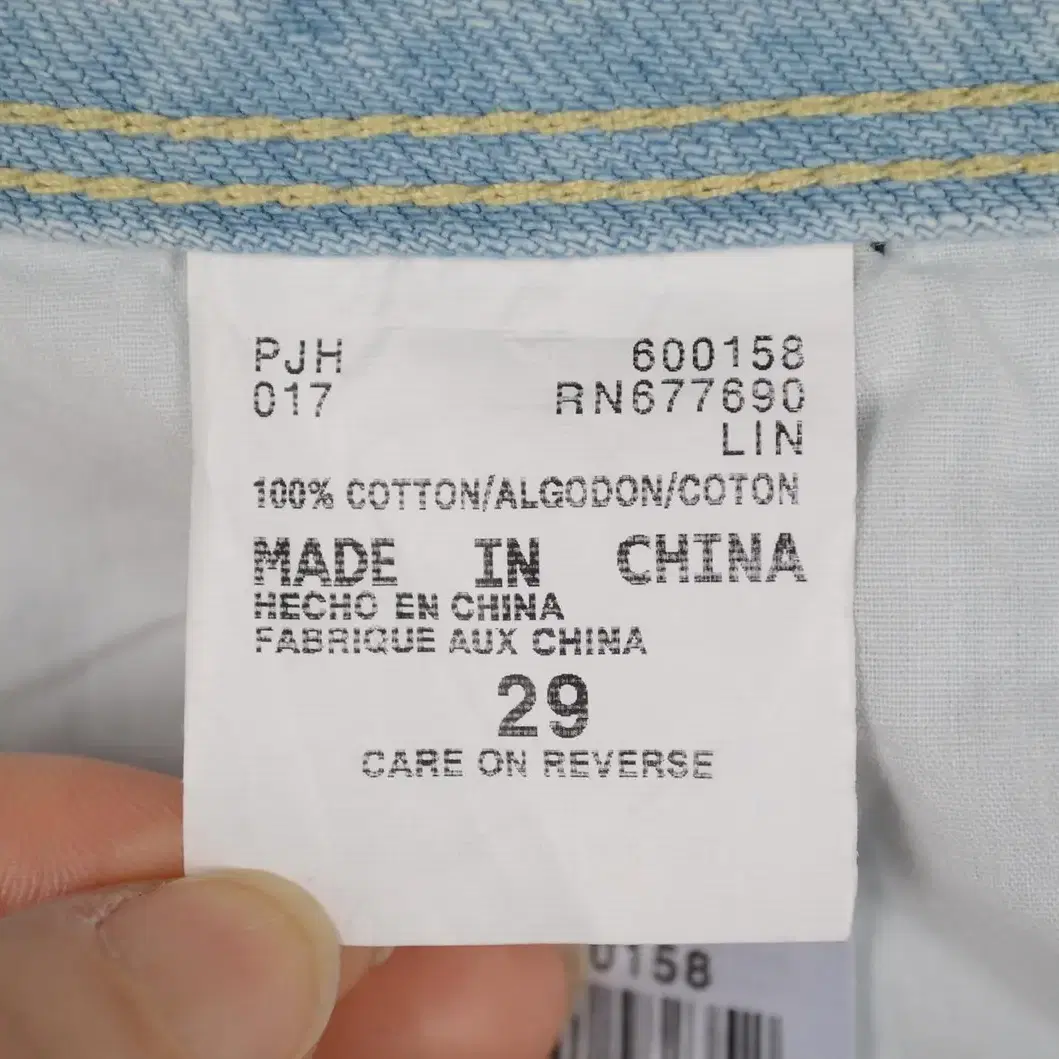 PJH 600158
017 RN677690
LIN
100% COTTON/ALGODON/COTON
MADE IN CHINA
HECHO EN CHINA
FABRIQUE AUX CHINA
29
CARE ON REVERSE
0158